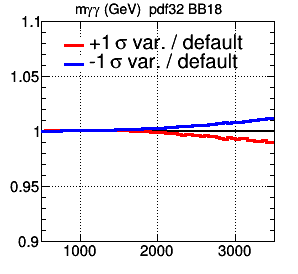 mγγ (GeV) pdf32 BB18
1.1
+1 σ var. / default
-1 σ var. / default
1.05
1
0.95
0.9
1000 2000 3000